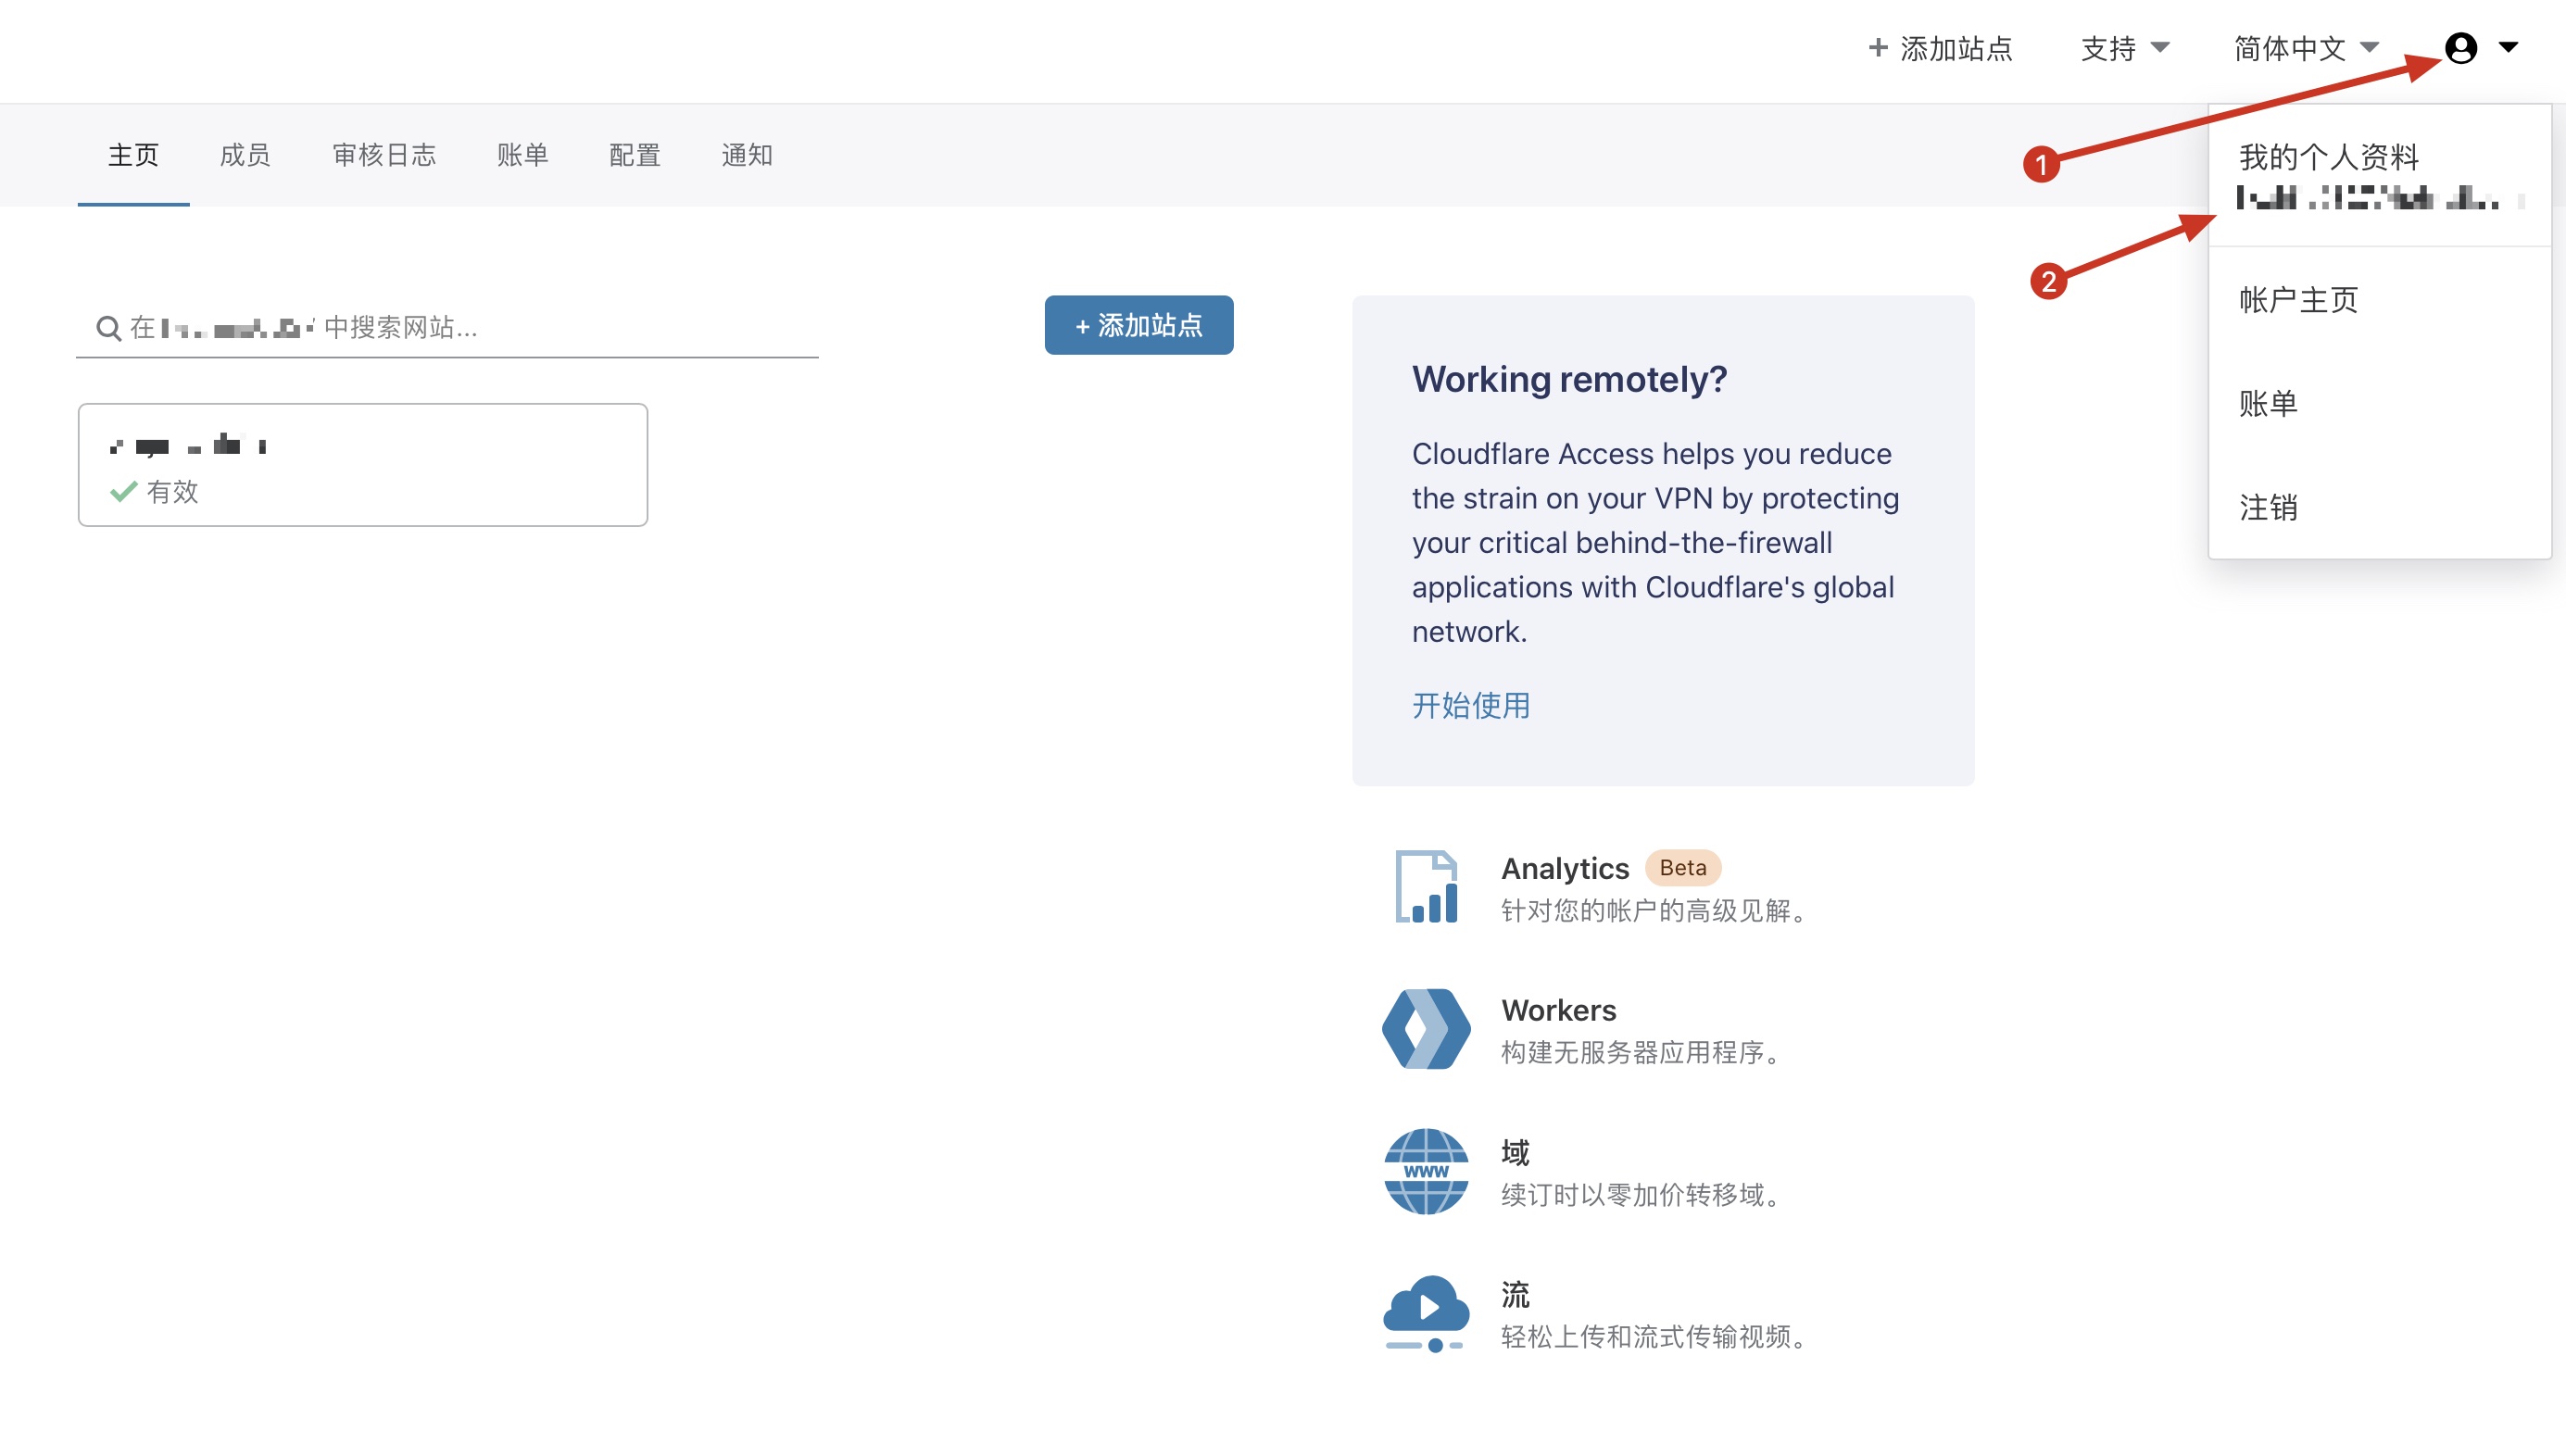 + 添加站点
支持
简体中文
主页
成员
审核日志
账单
配置
通知
1
我的个人资料
2
帐户主页
账单
注销
在
中搜索网站...
+ 添加站点
有效
Working remotely?
Cloudflare Access helps you reduce
the strain on your VPN by protecting
your critical behind-the-firewall
applications with Cloudflare's global
network.
开始使用
Analytics Beta
针对您的帐户的高级见解。
Workers
构建无服务器应用程序。
www
域
续订时以零加价转移域。
流
轻松上传和流式传输视频。